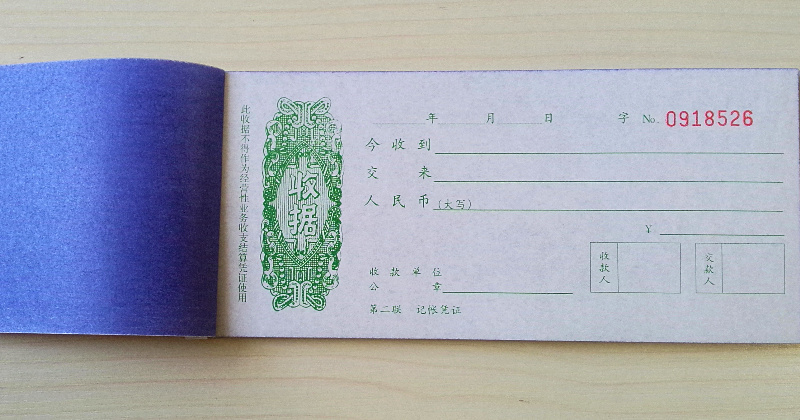 此收据不得作为经营性业务收支结算凭证使用
收据
年 月 日 字 No. 0918526
今收到
交来
人民币(大写)
¥
收款人
交款人
收款单位
公章
第二联 记帐凭证